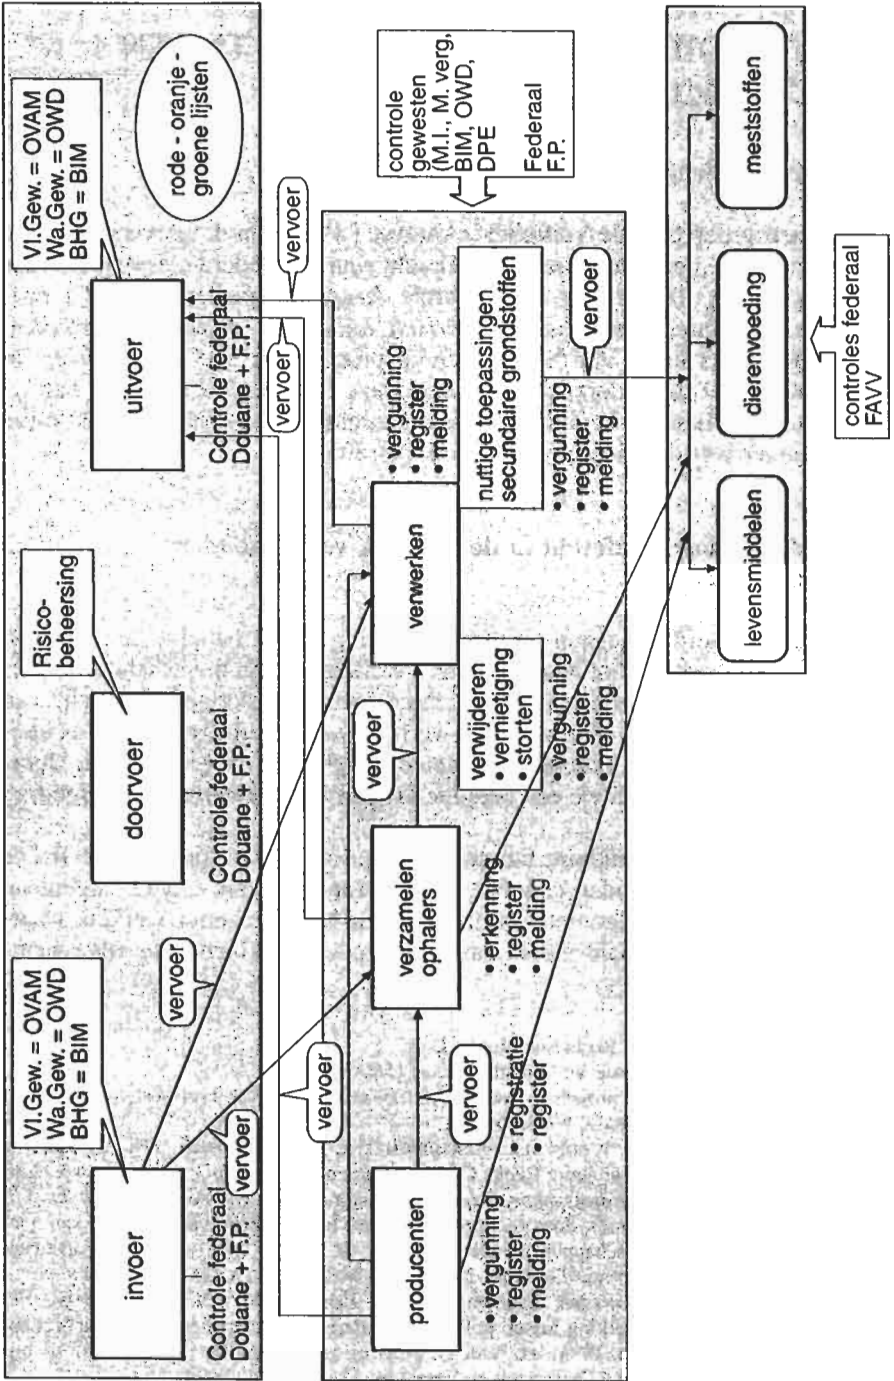 Vl.Gew. = OVAM
Wa.Gew. = OWD
BHG = BIM
invoer
Controle federaal
Douane + F.P.
vervoer
vervoer
Risico-
beheersing
doorvoer
Controle federaal
Douane + F.P.
Vl.Gew. = OVAM
Wa.Gew. = OWD
BHG = BIM
uitvoer
Controle federaal
Douane + F.P.
rode - oranje -
groene lijsten
vervoer
vervoer
vervoer
producenten
• vergunning
• register
• melding
vervoer
• registratie
• register
verzamelen
ophalers
• erkenning
• register
• melding
vervoer
verwerken
• vergunning
• register
• melding
verwijderen
• vernietiging
• storten
• vergunning
• register
• melding
nuttige toepassingen
secundaire grondstoffen
• vergunning
• register
• melding
vervoer
controle
gewesten
(M.I., M. verg,
BIM, OWD,
DPE
Federaal
F.P.
levensmiddelen
dierenvoeding
meststoffen
controles federaal
FAVV